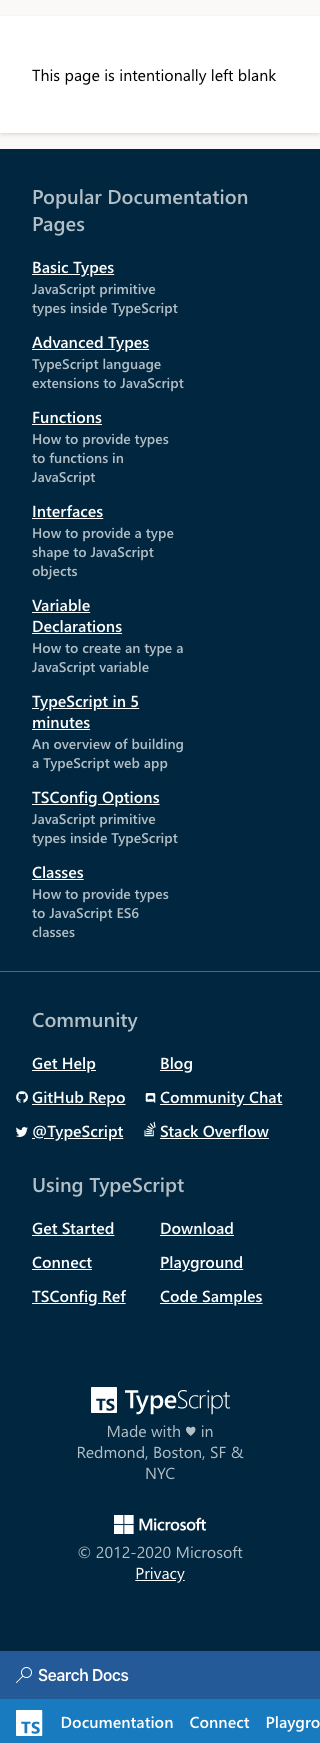 This page is intentionally left blank
Popular Documentation
Pages
Basic Types
JavaScript primitive
types inside TypeScript
Advanced Types
TypeScript language
extensions to JavaScript
Functions
How to provide types
to functions in
JavaScript
Interfaces
How to provide a type
shape to JavaScript
objects
Variable
Declarations
How to create an type a
JavaScript variable
TypeScript in 5
minutes
An overview of building
a TypeScript web app
TSConfig Options
JavaScript primitive
types inside TypeScript
Classes
How to provide types
to JavaScript ES6
classes
Community
Get Help Blog
GitHub Repo Community Chat
@TypeScript Stack Overflow
Using TypeScript
Get Started Download
Connect Playground
TSConfig Ref Code Samples
TS TypeScript
Made with ♥ in
Redmond, Boston, SF &
NYC
Microsoft
© 2012-2020 Microsoft
Privacy
Search Docs
TS Documentation Connect Playgro